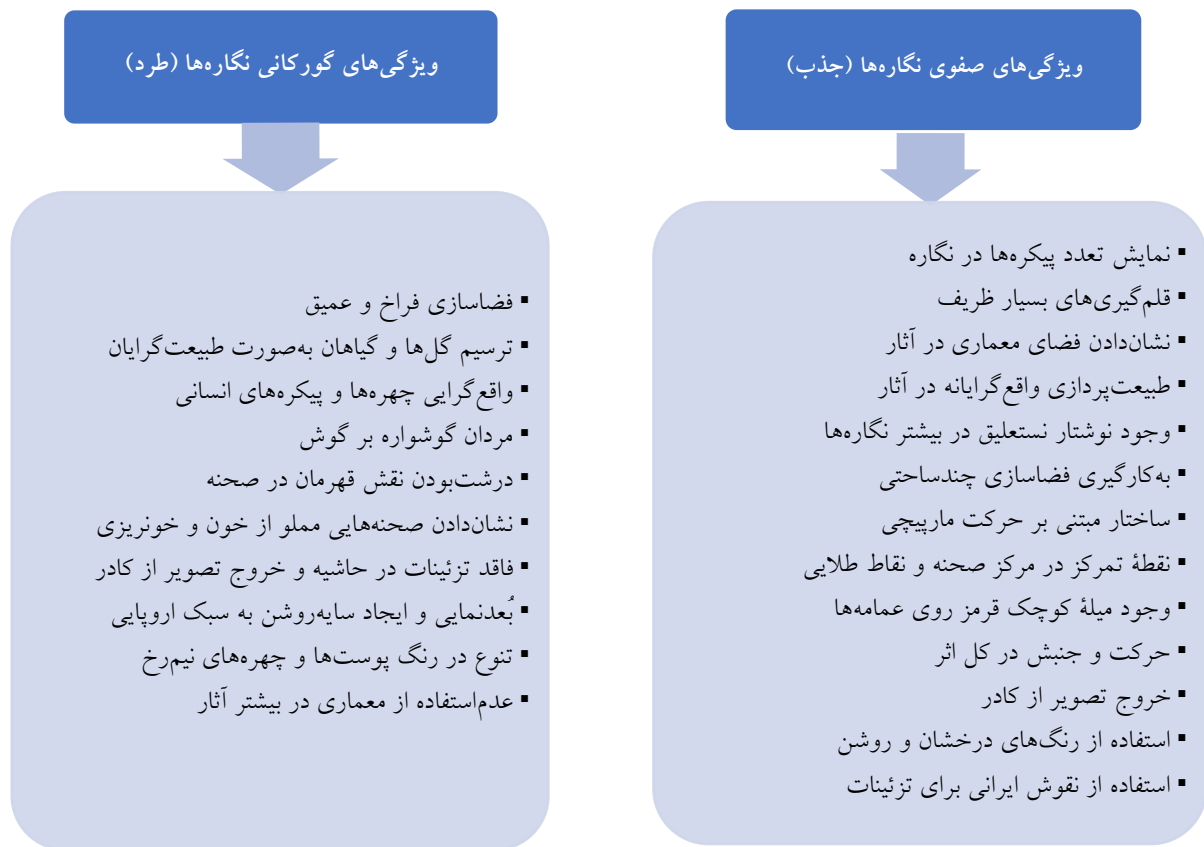 ویژگی‌های صفوی نگاره‌ها (جذب)
▪ نمایش تعدد پیکره‌ها در نگاره
▪ قلم‌گیری‌های بسیار ظریف
▪ نشان‌دادن فضای معماری در آثار
▪ طبیعت‌پردازی واقع‌گرایانه در آثار
▪ وجود نوشتار نستعلیق در بیشتر نگاره‌ها
▪ به‌کارگیری فضاسازی چندساحتی
▪ ساختار مبتنی بر حرکت مارپیچی
▪ نقطهٔ تمرکز در مرکز صحنه و نقاط طلایی
▪ وجود میلهٔ کوچک قرمز روی عمامه‌ها
▪ حرکت و جنبش در کل اثر
▪ خروج تصویر از کادر
▪ استفاده از رنگ‌های درخشان و روشن
▪ استفاده از نقوش ایرانی برای تزئینات
ویژگی‌های گورکانی نگاره‌ها (طرد)
▪ فضاسازی فراخ و عمیق
▪ ترسیم گل‌ها و گیاهان به‌صورت طبیعت‌گرایان
▪ واقع‌گرایی چهره‌ها و پیکره‌های انسانی
▪ مردان گوشواره بر گوش
▪ درشت‌بودن نقش قهرمان در صحنه
▪ نشان‌دادن صحنه‌هایی مملو از خون و خونریزی
▪ فاقد تزئینات در حاشیه و خروج تصویر از کادر
▪ بُعدنمایی و ایجاد سایه‌روشن به سبک اروپایی
▪ تنوع در رنگ پوست‌ها و چهره‌های نیم‌رخ
▪ عدم‌استفاده از معماری در بیشتر آثار